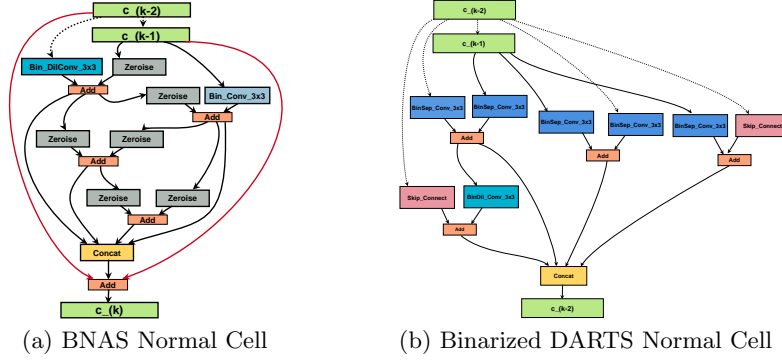 c_(k-2)
c_(k-1)
Bin_DilConv_3x3
Zeroise
Add
Zeroise
Bin_Conv_3x3
Add
Zeroise
Zeroise
Add
Zeroise
Zeroise
Add
Concat
Add
c_(k)
(a) BNAS Normal Cell
c_(k-2)
c_(k-1)
BinSep_Conv_3x3
BinSep_Conv_3x3
BinSep_Conv_3x3
BinSep_Conv_3x3
BinSep_Conv_3x3
Skip_Connect
Add
Add
Add
Skip_Connect
BinDil_Conv_3x3
Add
Concat
c_(k-2)
(b) Binarized DARTS Normal Cell